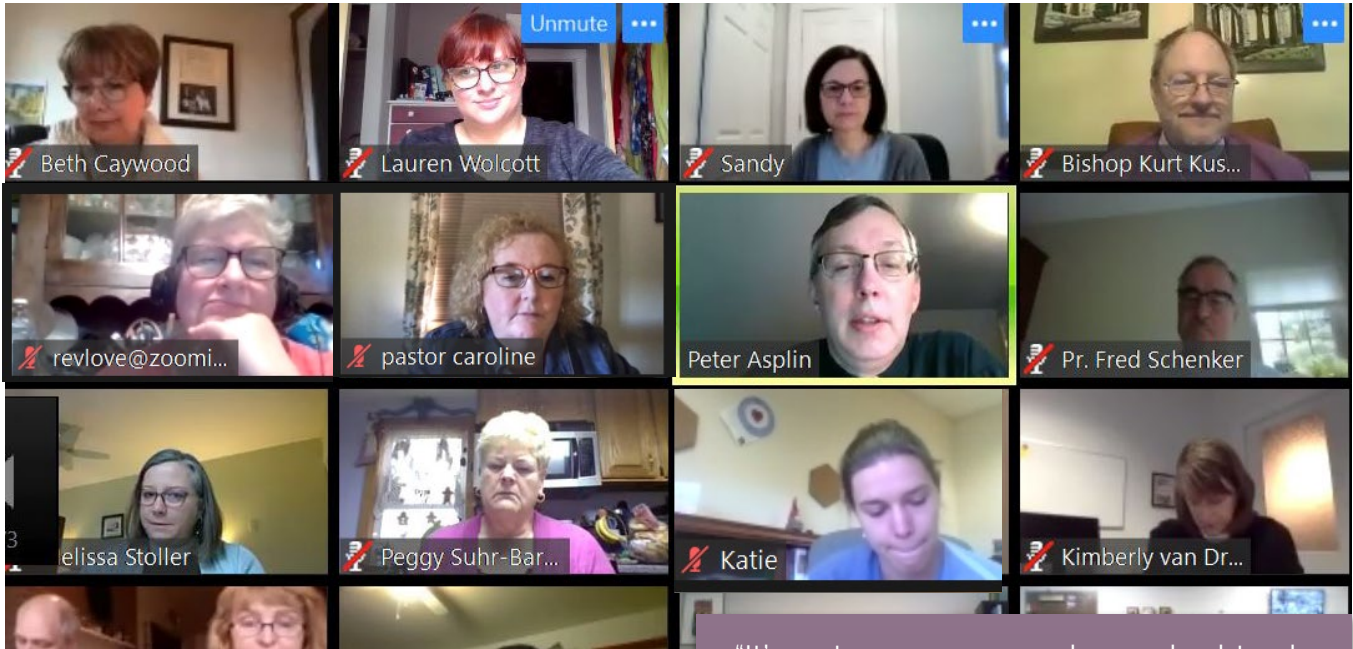 Unmute
Beth Caywood
Lauren Wolcott
Sandy
Bishop Kurt Kus...
revlove@zoomi...
pastor caroline
Peter Asplin
Pr. Fred Schenker
elissa Stoller
Peggy Suhr-Bar...
Katie
Kimberly van Dr...
3